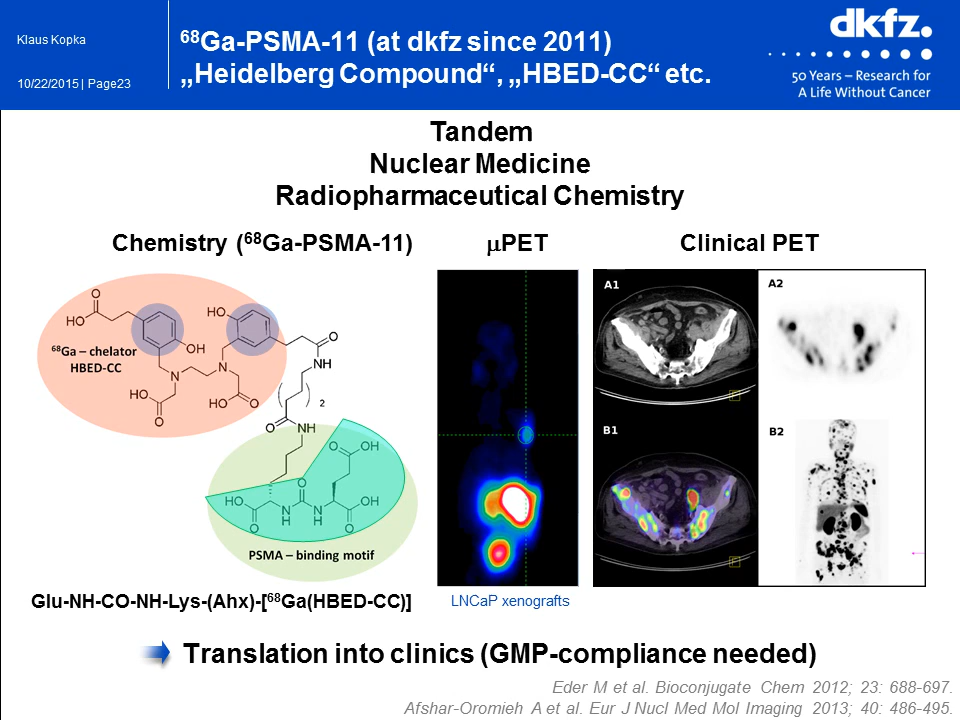 Klaus Kopka
10/22/2015 | Page23
⁶⁸Ga-PSMA-11 (at dkfz since 2011)
„Heidelberg Compound“, „HBED-CC“ etc.
dkfz.
50 Years – Research for
A Life Without Cancer
Tandem
Nuclear Medicine
Radiopharmaceutical Chemistry
Chemistry (⁶⁸Ga-PSMA-11)
µPET
Clinical PET
O
HO
HO
OH
⁶⁸Ga – chelator
HBED-CC
N
N
O
HO
O
HO
O
O
NH
2
O
NH
O
OH
HO
O
O
N
H
N
H
OH
O
PSMA – binding motif
A1
A2
B1
B2
Glu-NH-CO-NH-Lys-(Ahx)-[⁶⁸Ga(HBED-CC)]
LNCaP xenografts
Translation into clinics (GMP-compliance needed)
Eder M et al. Bioconjugate Chem 2012; 23: 688-697.
Afshar-Oromieh A et al. Eur J Nucl Med Mol Imaging 2013; 40: 486-495.